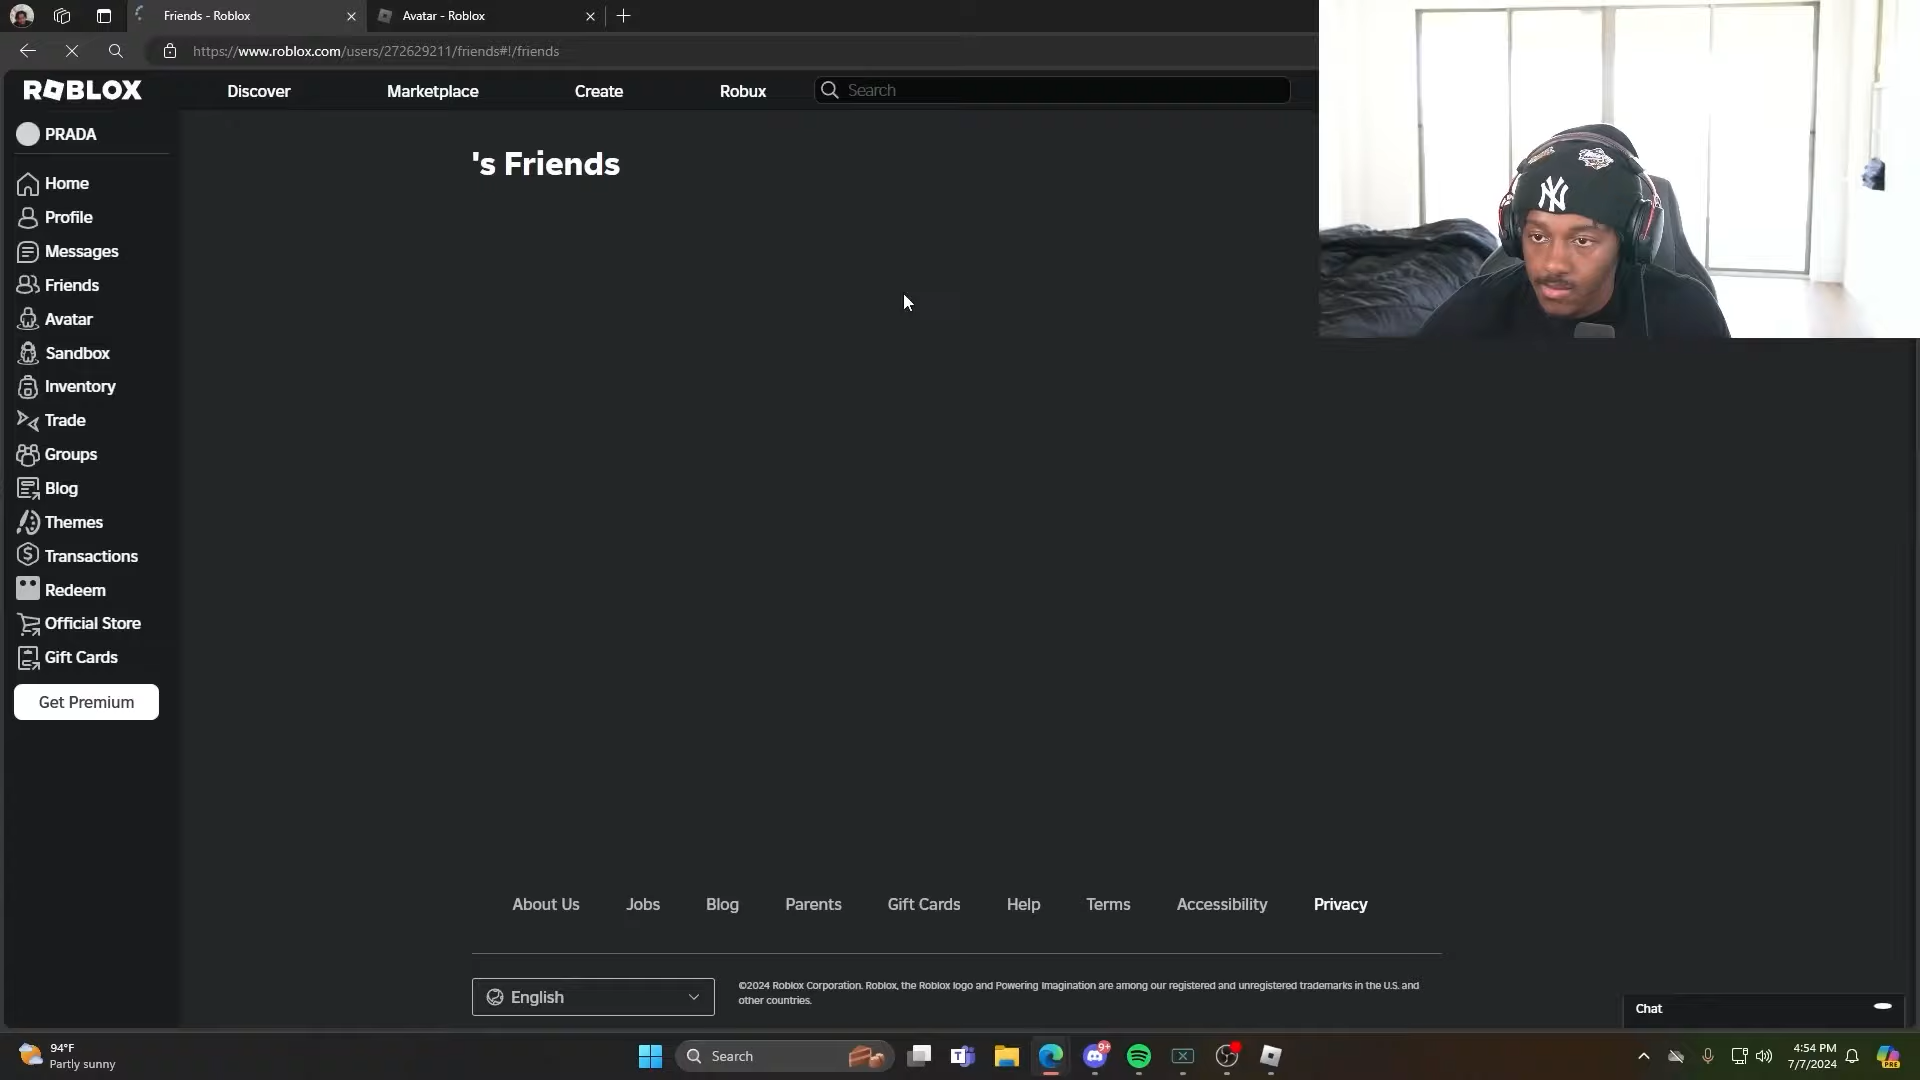 Friends - Roblox
Avatar - Roblox
https://www.roblox.com/users/272629211/friends#!/friends
ROBLOX
Discover
Marketplace
Create
Robux
Search
PRADA
's Friends
Home
Profile
Messages
Friends
Avatar
Sandbox
Inventory
Trade
Groups
Blog
Themes
Transactions
Redeem
Official Store
Gift Cards
Get Premium
NY
About Us
Jobs
Blog
Parents
Gift Cards
Help
Terms
Accessibility
Privacy
English
©2024 Roblox Corporation. Roblox, the Roblox logo and Powering Imagination are among our registered and unregistered trademarks in the U.S. and
other countries.
Chat
94°F
Partly sunny
Search
9+
4:54 PM
7/7/2024
PRE